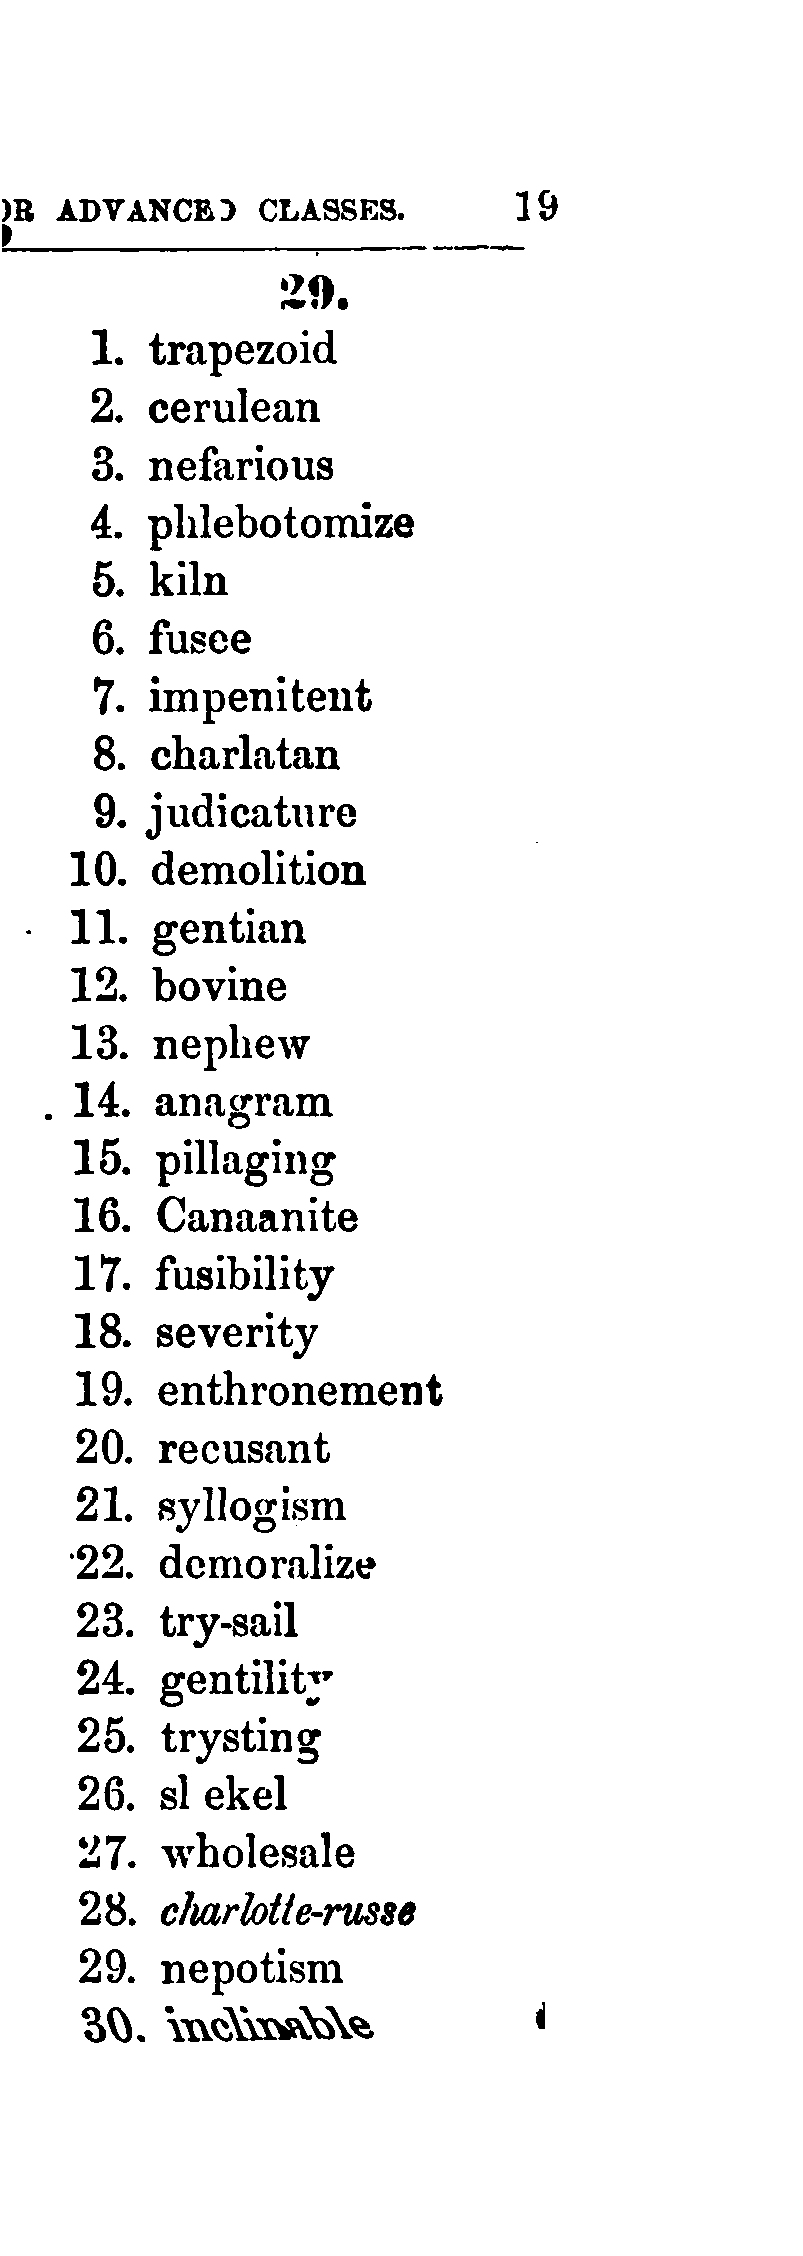 OR ADVANCED CLASSES. 19
29.
1. trapezoid
2. cerulean
3. nefarious
4. phlebotomize
5. kiln
6. fusee
7. impenitent
8. charlatan
9. judicature
10. demolition
11. gentian
12. bovine
13. nephew
14. anagram
15. pillaging
16. Canaanite
17. fusibility
18. severity
19. enthronement
20. recusant
21. syllogism
22. demoralize
23. try-sail
24. gentility
25. trysting
26. shekel
27. wholesale
28. charlotte-russe
29. nepotism
30. inclinable